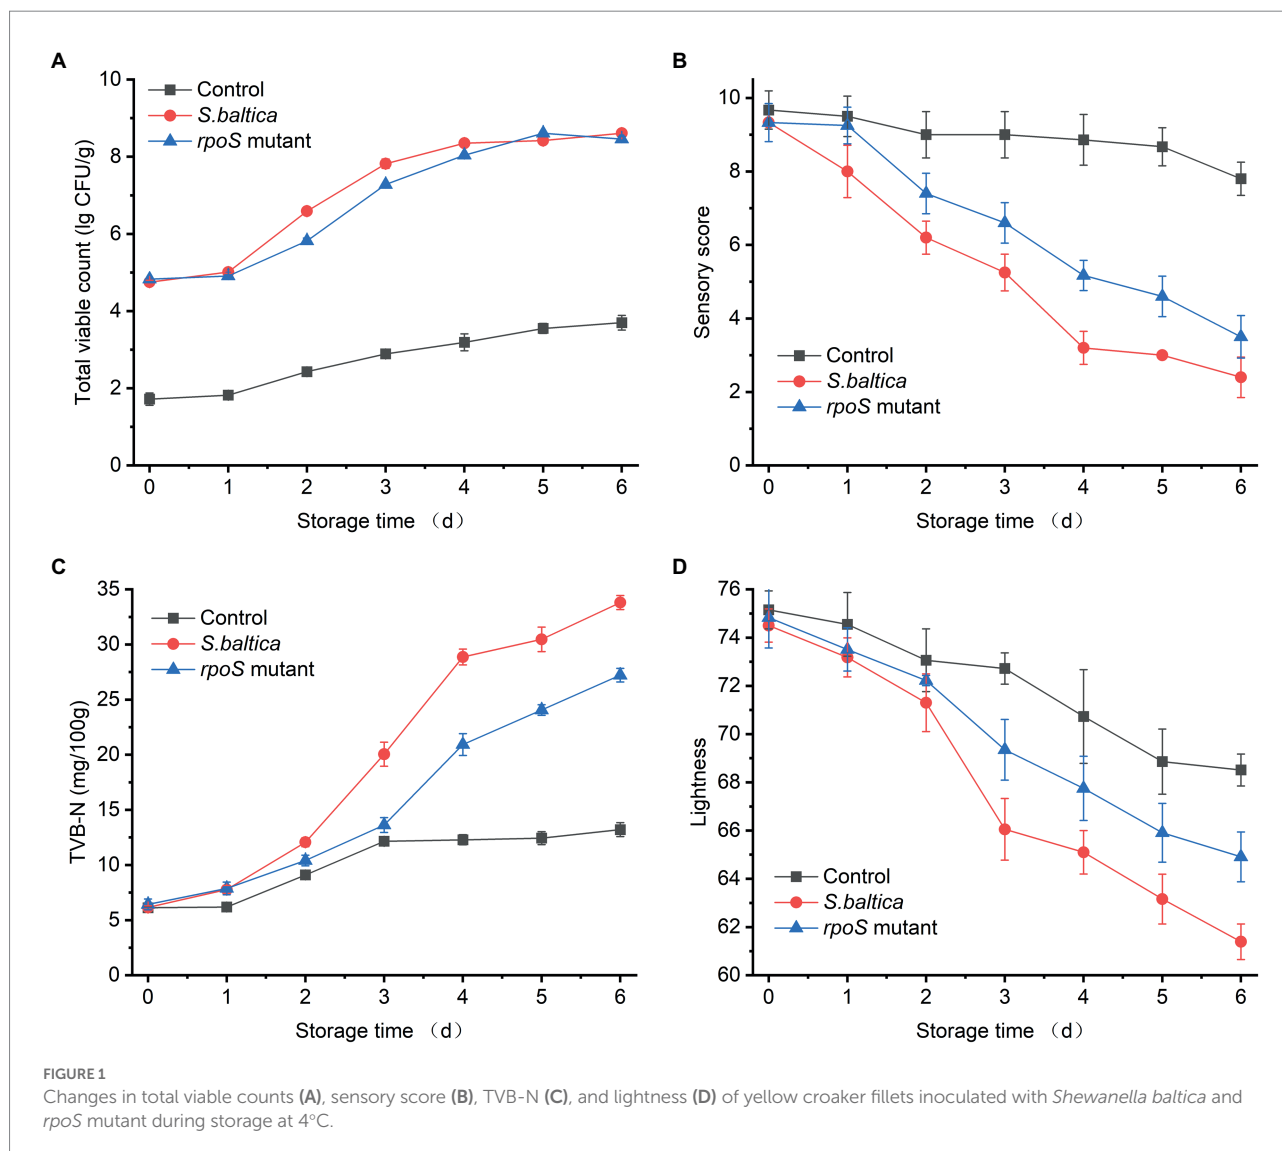 A
Total viable count (lg CFU/g)
10
8
6
4
2
0
Control
S.baltica
rpoS mutant
0 1 2 3 4 5 6
Storage time （d）
B
Sensory score
10
8
6
4
2
0
Control
S.baltica
rpoS mutant
0 1 2 3 4 5 6
Storage time （d）
C
TVB-N (mg/100g)
35
30
25
20
15
10
5
0
Control
S.baltica
rpoS mutant
0 1 2 3 4 5 6
Storage time （d）
D
Lightness
76
74
72
70
68
66
64
62
60
Control
S.baltica
rpoS mutant
0 1 2 3 4 5 6
Storage time （d）
FIGURE 1
Changes in total viable counts (A), sensory score (B), TVB-N (C), and lightness (D) of yellow croaker fillets inoculated with Shewanella baltica and
rpoS mutant during storage at 4°C.